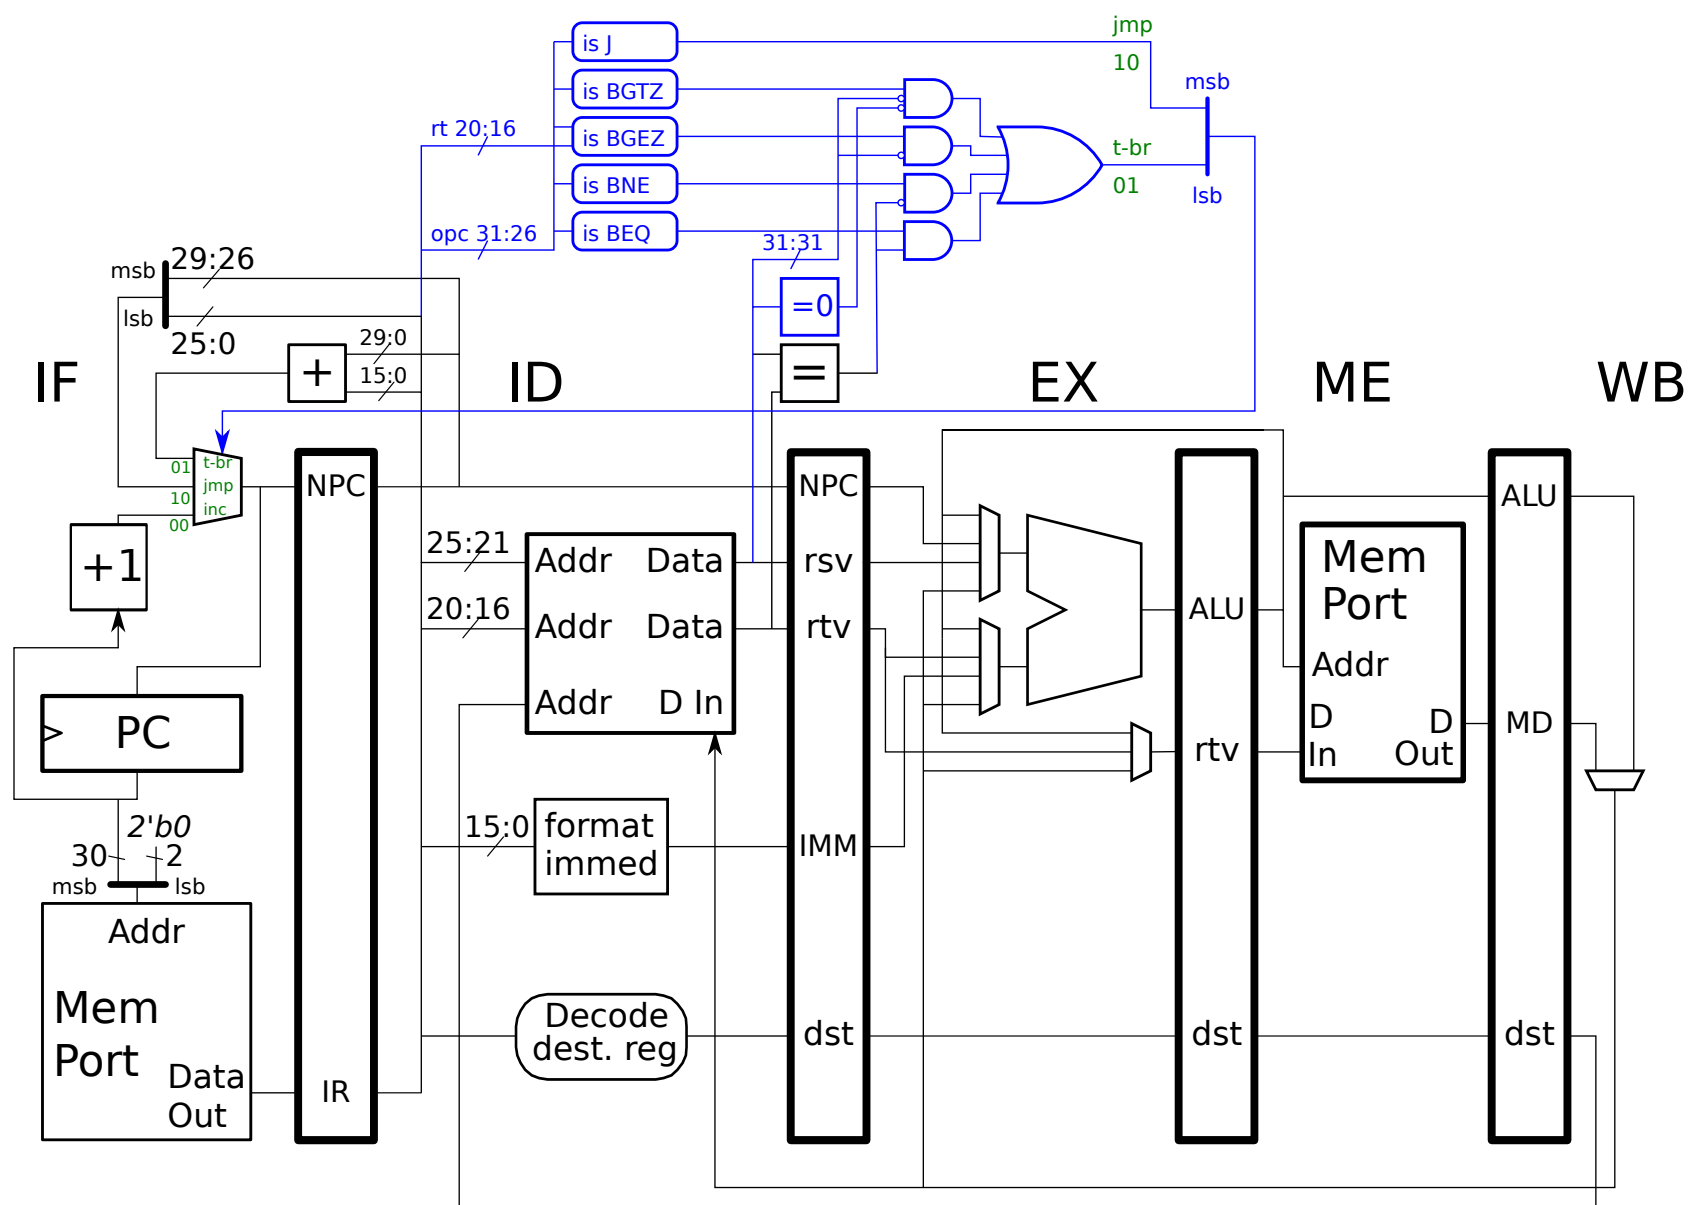 jmp
is J
10
msb
is BGTZ
rt 20:16
is BGEZ
t-br
is BNE
01
lsb
opc 31:26
is BEQ
31:31
29:26
msb
lsb
=0
25:0
29:0
15:0
+
=
IF
ID
EX
ME
WB
t-br
01
jmp
10
inc
00
NPC
NPC
ALU
+1
25:21
Addr
Data
rsv
Mem
Port
20:16
Addr
Data
rtv
ALU
Addr
Addr
D In
PC
D
In
D
Out
MD
rtv
2'b0
30
2
msb
lsb
15:0
format
immed
IMM
Addr
Mem
Port
Data
Out
IR
Decode
dest. reg
dst
dst
dst